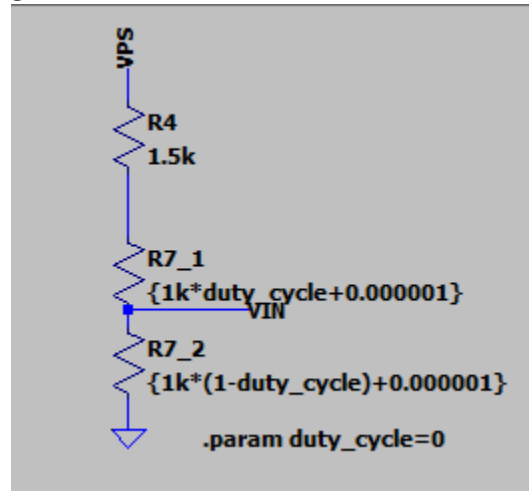 VPS
R4
1.5k
R7_1
{1k*duty_cycle+0.000001}
VIN
R7_2
{1k*(1-duty_cycle)+0.000001}
.param duty_cycle=0